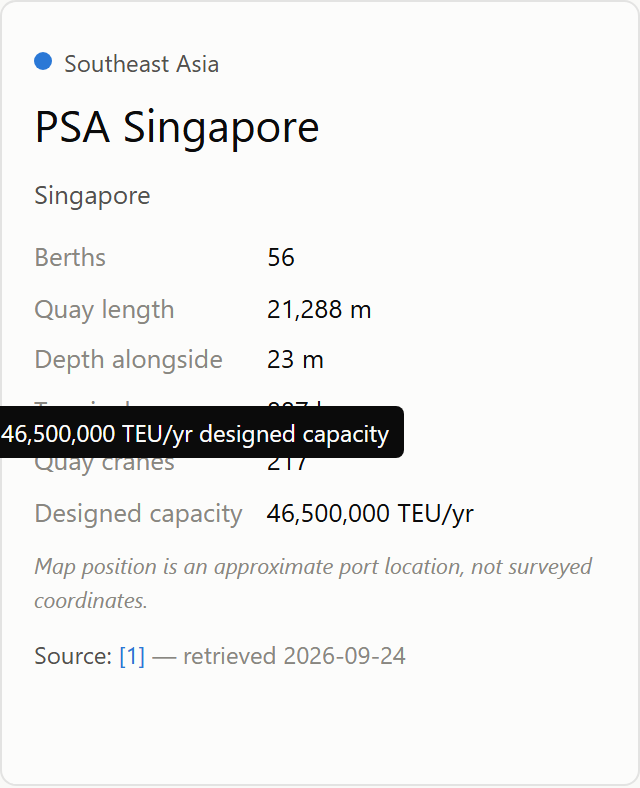 Southeast Asia
PSA Singapore
Singapore
Berths 56
Quay length 21,288 m
Depth alongside 23 m
46,500,000 TEU/yr designed capacity
Quay cranes 217
Designed capacity 46,500,000 TEU/yr
Map position is an approximate port location, not surveyed
coordinates.
Source: [1] — retrieved 2026-09-24